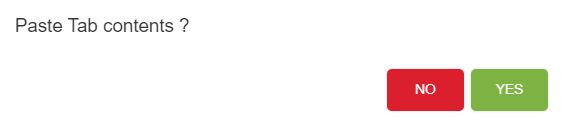 Paste Tab contents ?
NO YES